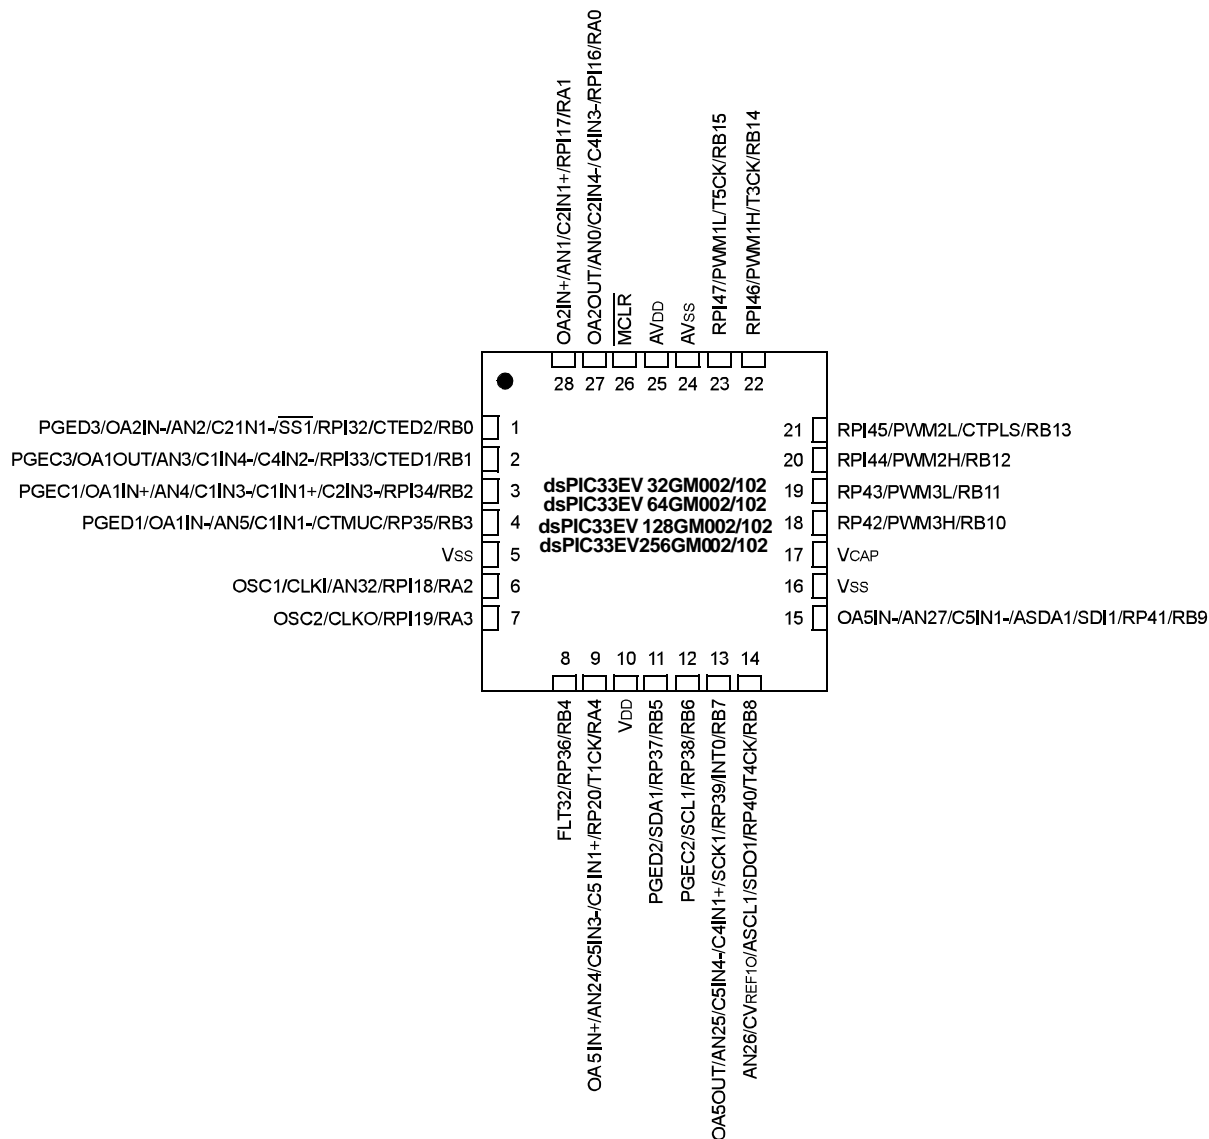 OA2IN+/AN1/C2IN1+/RPI17/RA1
OA2OUT/AN0/C2IN4-/C4IN3-/RPI16/RA0
MCLR
AVDD
AVSS
RPI47/PWM1L/T5CK/RB15
RPI46/PWM1H/T3CK/RB14
28 27 26 25 24 23 22
PGED3/OA2IN-/AN2/C21N1-/SS1/RPI32/CTED2/RB0 1
PGEC3/OA1OUT/AN3/C1IN4-/C4IN2-/RPI33/CTED1/RB1 2
PGEC1/OA1IN+/AN4/C1IN3-/C1IN1+/C2IN3-/RPI34/RB2 3
PGED1/OA1IN-/AN5/C1IN1-/CTMUC/RP35/RB3 4
VSS 5
OSC1/CLKI/AN32/RPI18/RA2 6
OSC2/CLKO/RPI19/RA3 7
dsPIC33EV 32GM002/102
dsPIC33EV 64GM002/102
dsPIC33EV 128GM002/102
dsPIC33EV256GM002/102
21 RPI45/PWM2L/CTPLS/RB13
20 RPI44/PWM2H/RB12
19 RP43/PWM3L/RB11
18 RP42/PWM3H/RB10
17 VCAP
16 VSS
15 OA5IN-/AN27/C5IN1-/ASDA1/SDI1/RP41/RB9
8 9 10 11 12 13 14
FLT32/RP36/RB4
OA5IN+/AN24/C5IN3-/C5IN1+/RP20/T1CK/RA4
VDD
PGED2/SDA1/RP37/RB5
PGEC2/SCL1/RP38/RB6
OA5OUT/AN25/C5IN4-/C4IN1+/SCK1/RP39/INT0/RB7
AN26/CVREF1O/ASCL1/SDO1/RP40/T4CK/RB8